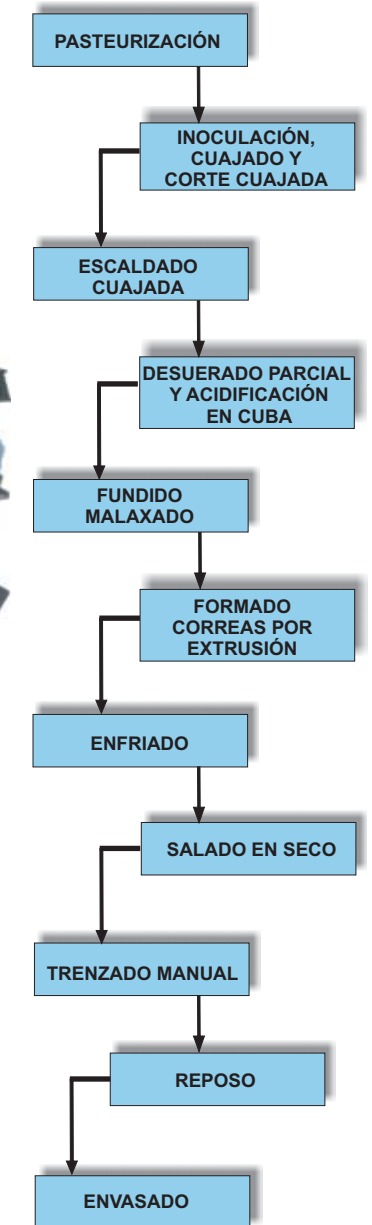 PASTEURIZACIÓN
INOCULACIÓN,
CUAJADO Y
CORTE CUAJADA
ESCALDADO
CUAJADA
DESUERADO PARCIAL
Y ACIDIFICACIÓN
EN CUBA
FUNDIDO
MALAXADO
FORMADO
CORREAS POR
EXTRUSIÓN
ENFRIADO
SALADO EN SECO
TRENZADO MANUAL
REPOSO
ENVASADO